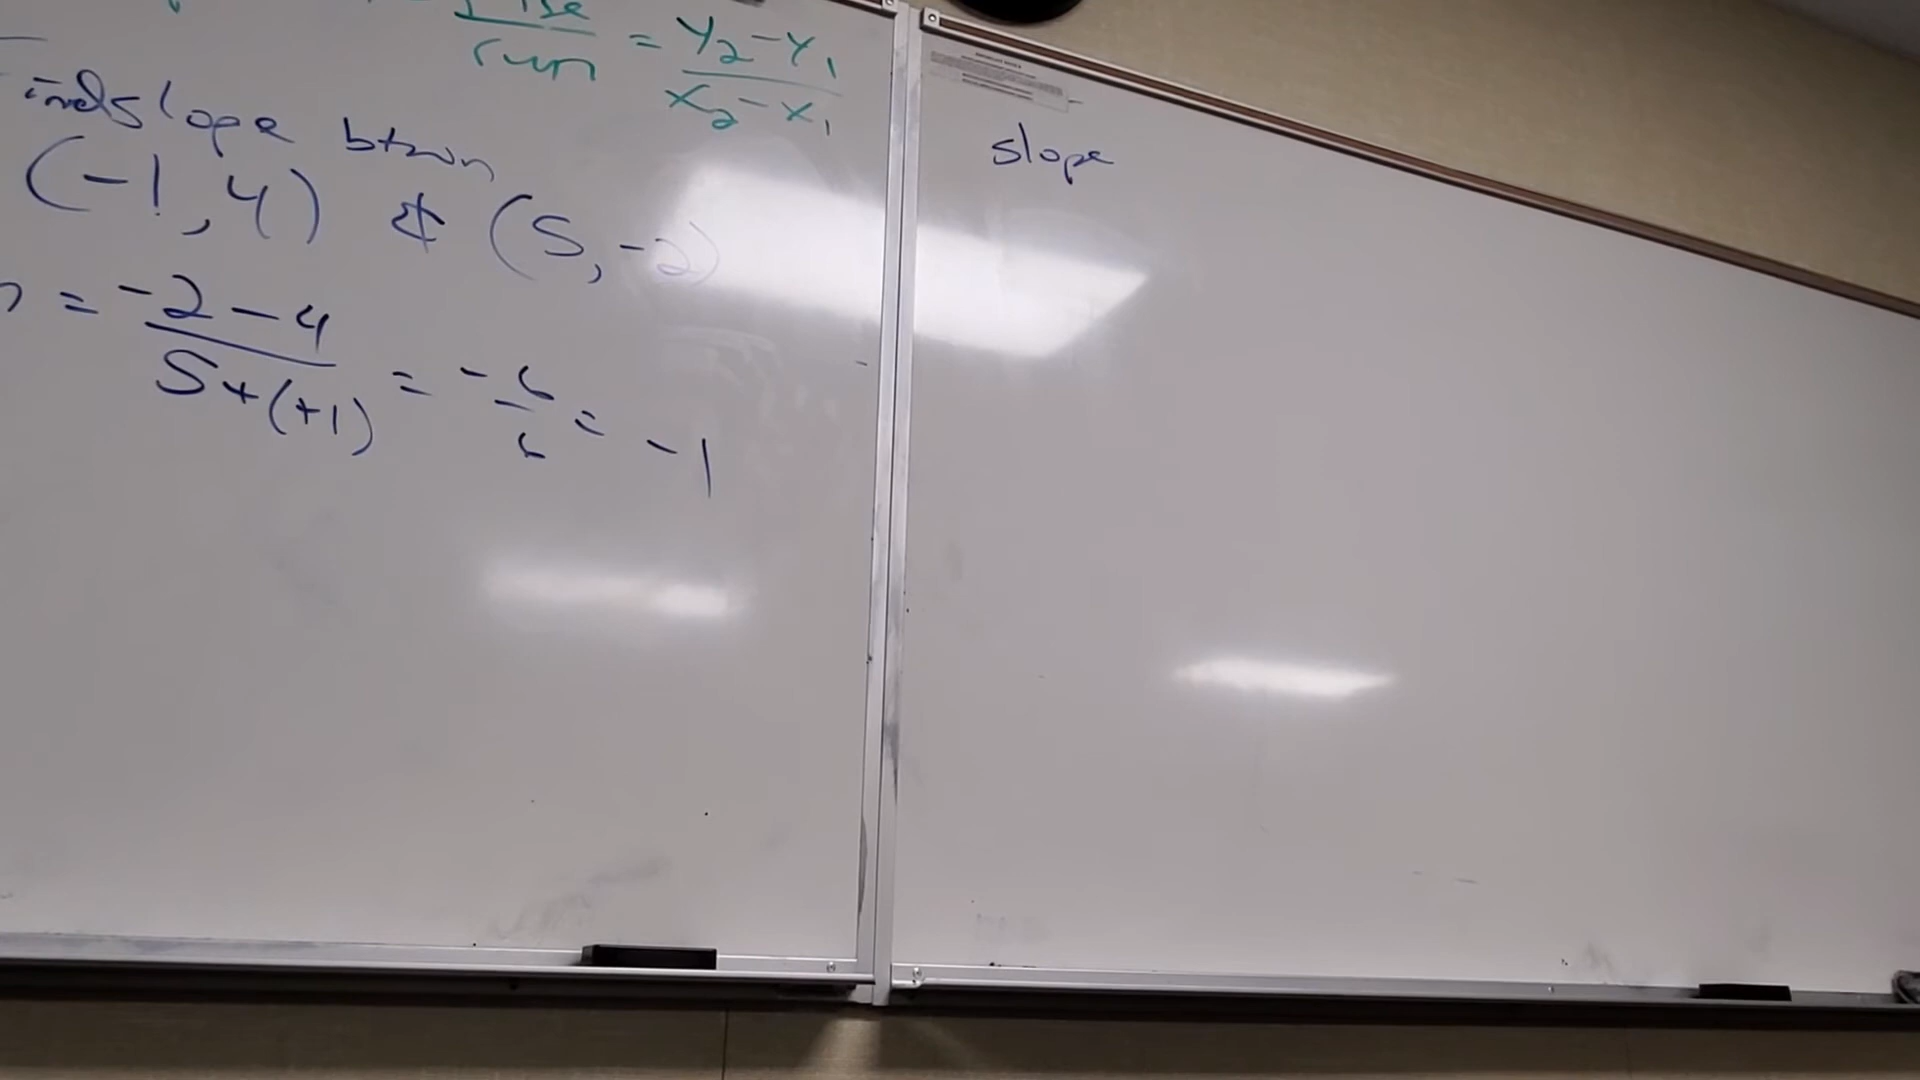 rise/run = y₂-y₁/x₂-x₁
ind slope btwn
(-1, 4) & (5, -2)
= -2-4/5+(+1) = -6/6 = -1
slope